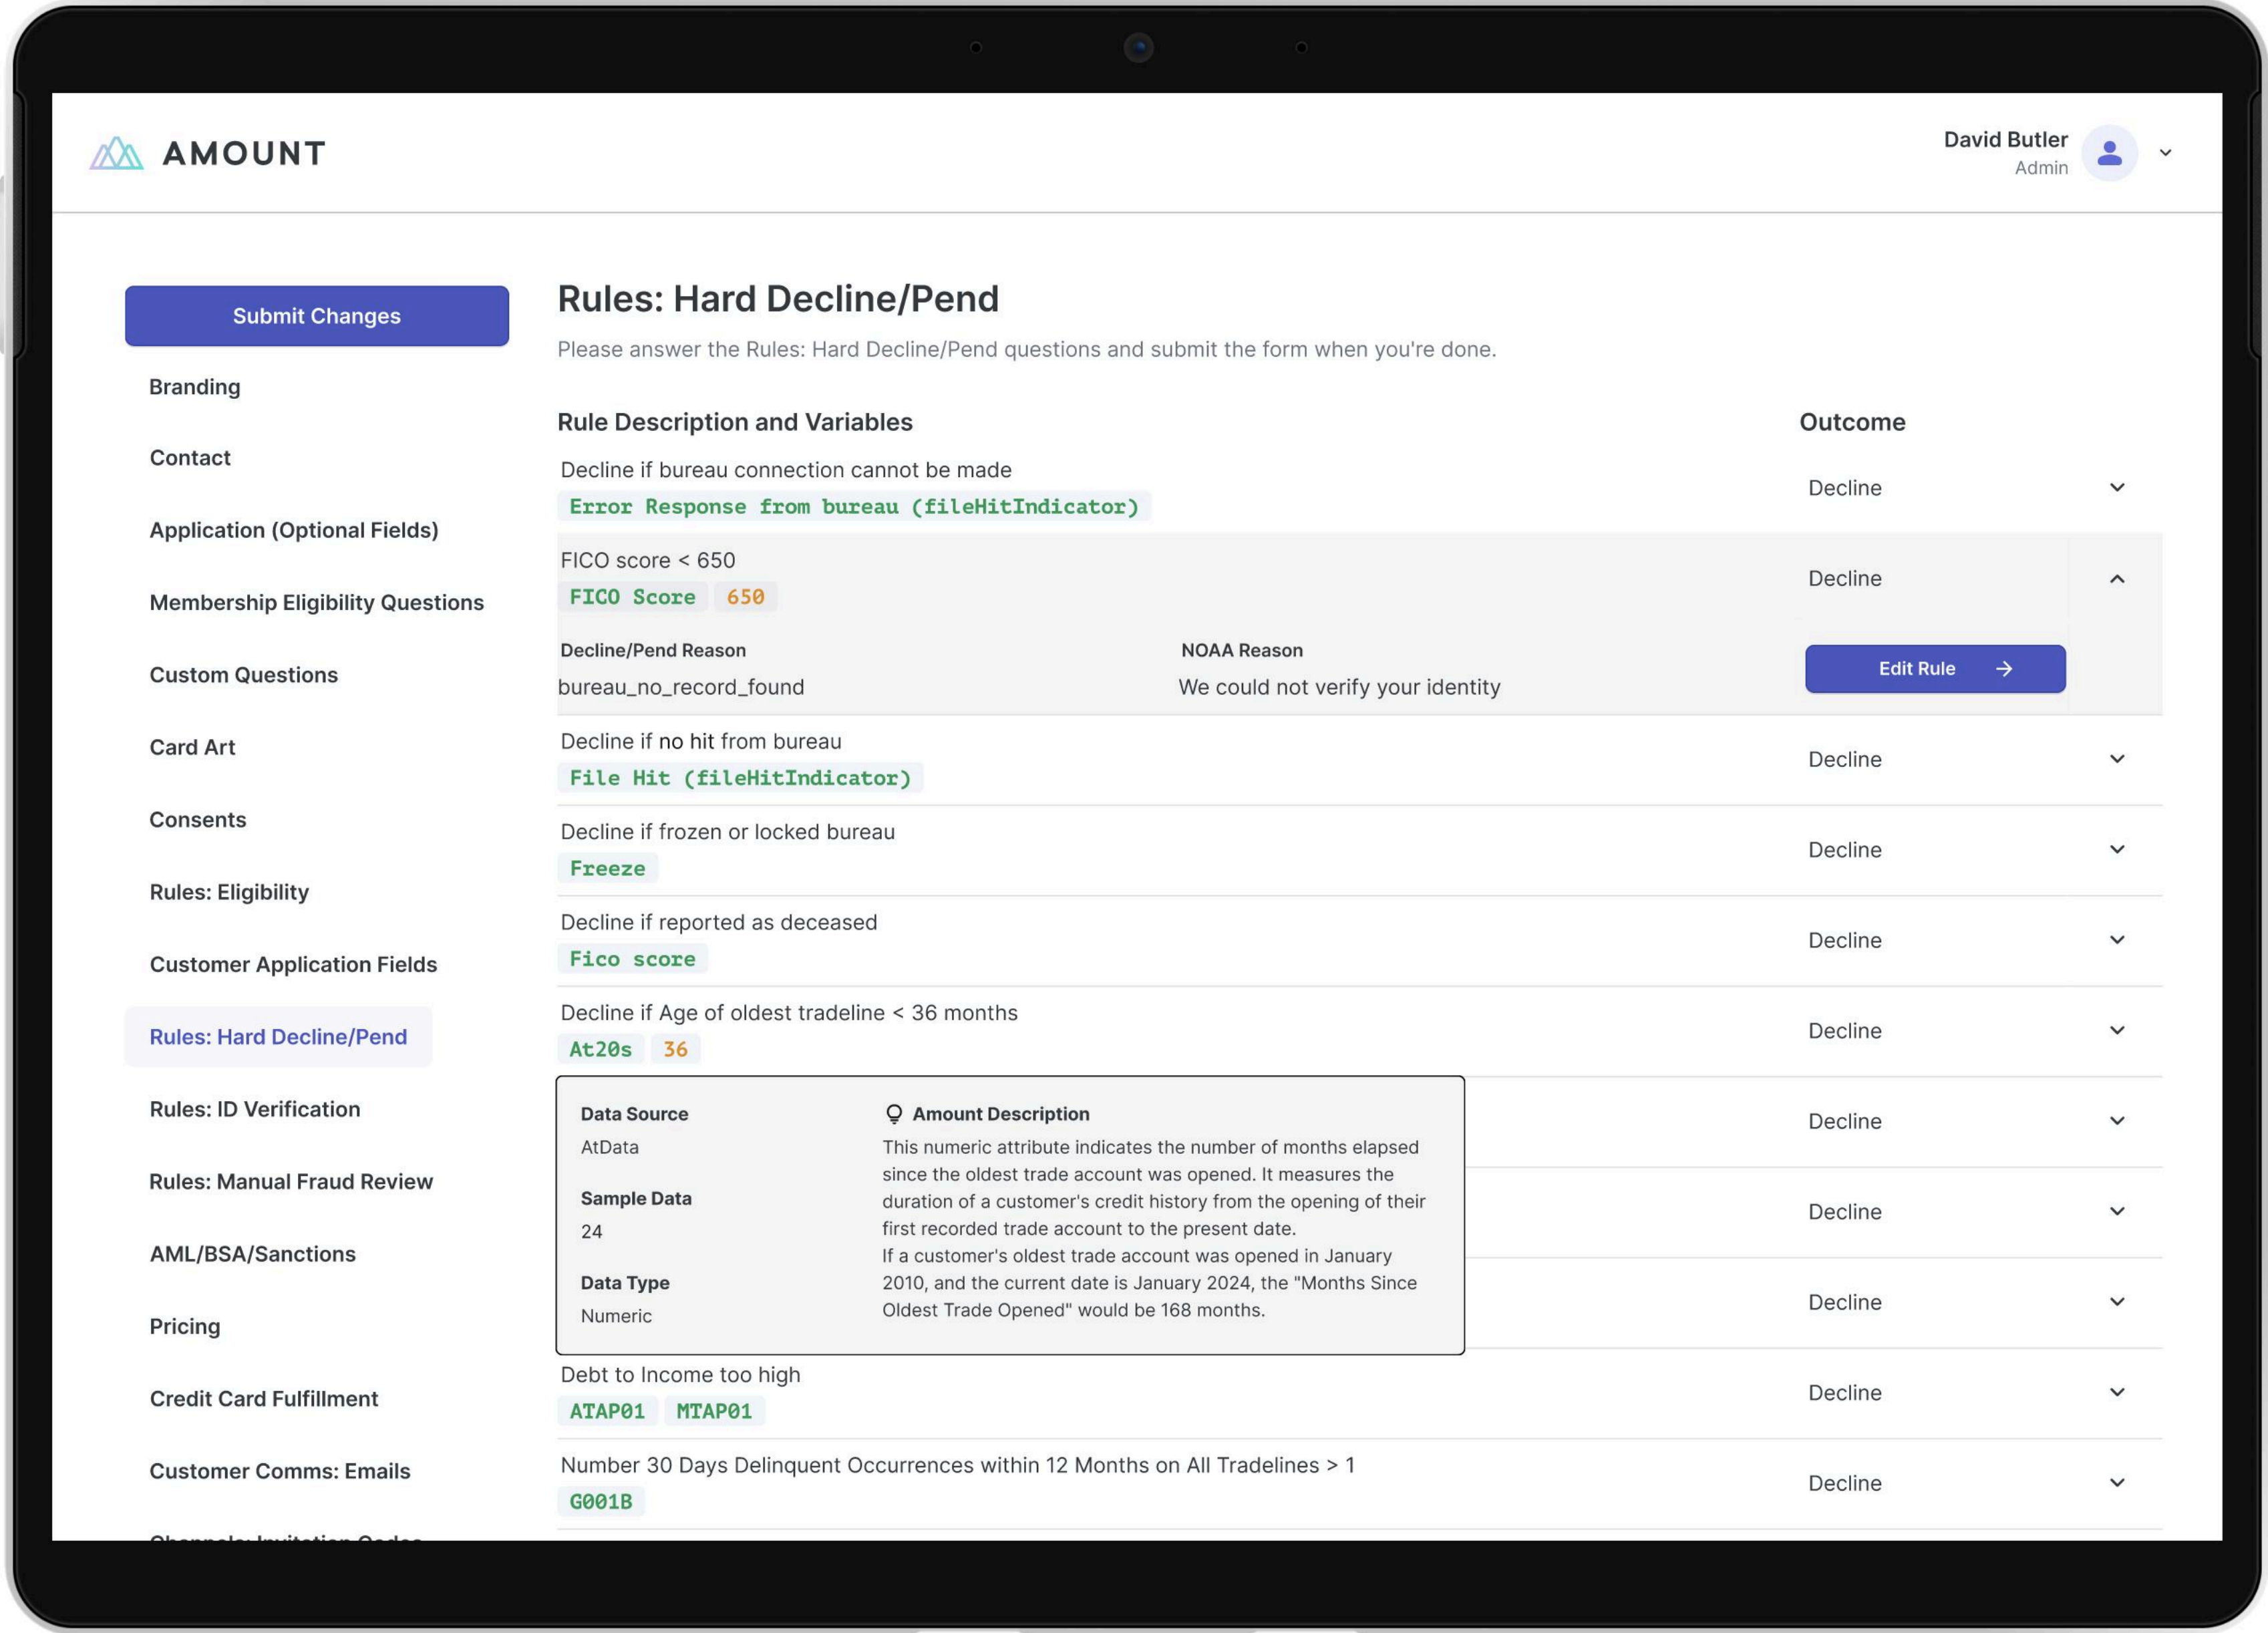 AMOUNT
David Butler
Admin
Submit Changes
Branding
Contact
Application (Optional Fields)
Membership Eligibility Questions
Custom Questions
Card Art
Consents
Rules: Eligibility
Customer Application Fields
Rules: Hard Decline/Pend
Rules: ID Verification
Rules: Manual Fraud Review
AML/BSA/Sanctions
Pricing
Credit Card Fulfillment
Customer Comms: Emails
Rules: Hard Decline/Pend
Please answer the Rules: Hard Decline/Pend questions and submit the form when you're done.
Rule Description and Variables
Outcome
Decline if bureau connection cannot be made
Error Response from bureau (fileHitIndicator)
Decline
FICO score < 650
FICO Score 650
Decline
Decline/Pend Reason
NOAA Reason
bureau_no_record_found
We could not verify your identity
Edit Rule
Decline if no hit from bureau
File Hit (fileHitIndicator)
Decline
Decline if frozen or locked bureau
Freeze
Decline
Decline if reported as deceased
Fico score
Decline
Decline if Age of oldest tradeline < 36 months
At20s 36
Decline
Data Source
AtData
Sample Data
24
Data Type
Numeric
Amount Description
This numeric attribute indicates the number of months elapsed
since the oldest trade account was opened. It measures the
duration of a customer's credit history from the opening of their
first recorded trade account to the present date.
If a customer's oldest trade account was opened in January
2010, and the current date is January 2024, the "Months Since
Oldest Trade Opened" would be 168 months.
Decline
Decline
Decline
Debt to Income too high
ATAP01 MTAP01
Decline
Number 30 Days Delinquent Occurrences within 12 Months on All Tradelines > 1
G001B
Decline